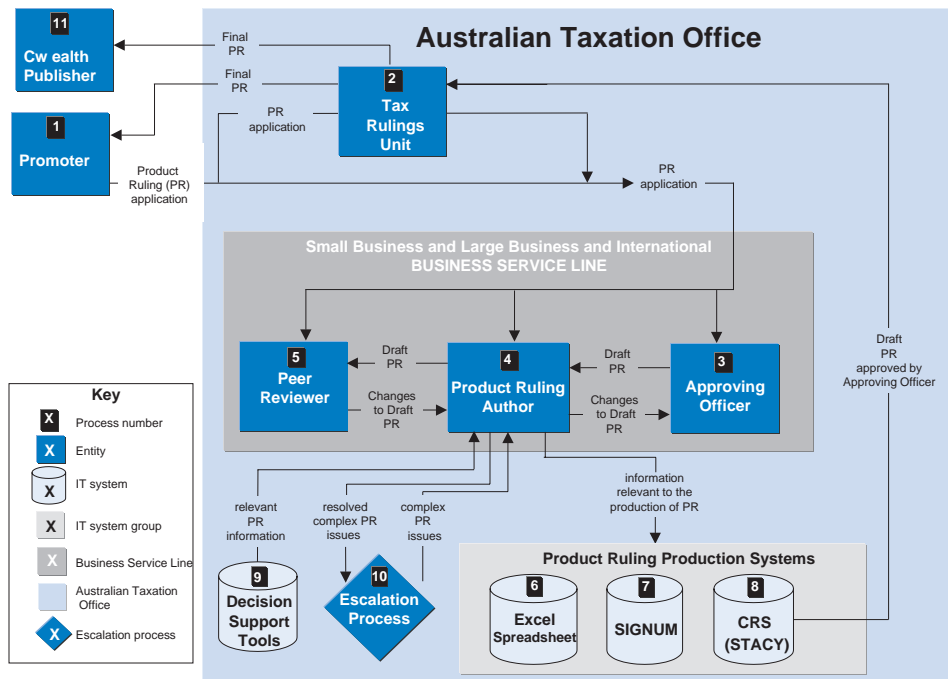 Australian Taxation Office
11
Cw ealth
Publisher
Final
PR
Final
PR
2
Tax
Rulings
Unit
1
Promoter
PR
application
Product
Ruling (PR)
application
PR
application
Small Business and Large Business and International
BUSINESS SERVICE LINE
5
Peer
Reviewer
Draft
PR
Changes
to Draft
PR
4
Product Ruling
Author
Draft
PR
Changes
to Draft
PR
3
Approving
Officer
Draft
PR
approved by
Approving Officer
Key
X
Process number
X
Entity
X
IT system
X
IT system group
X
Business Service Line
Australian Taxation
Office
X
Escalation process
relevant
PR
information
resolved
complex PR
issues
complex
PR
issues
information
relevant to the
production of PR
9
Decision
Support
Tools
10
Escalation
Process
Product Ruling Production Systems
6
Excel
Spreadsheet
7
SIGNUM
8
CRS
(STACY)